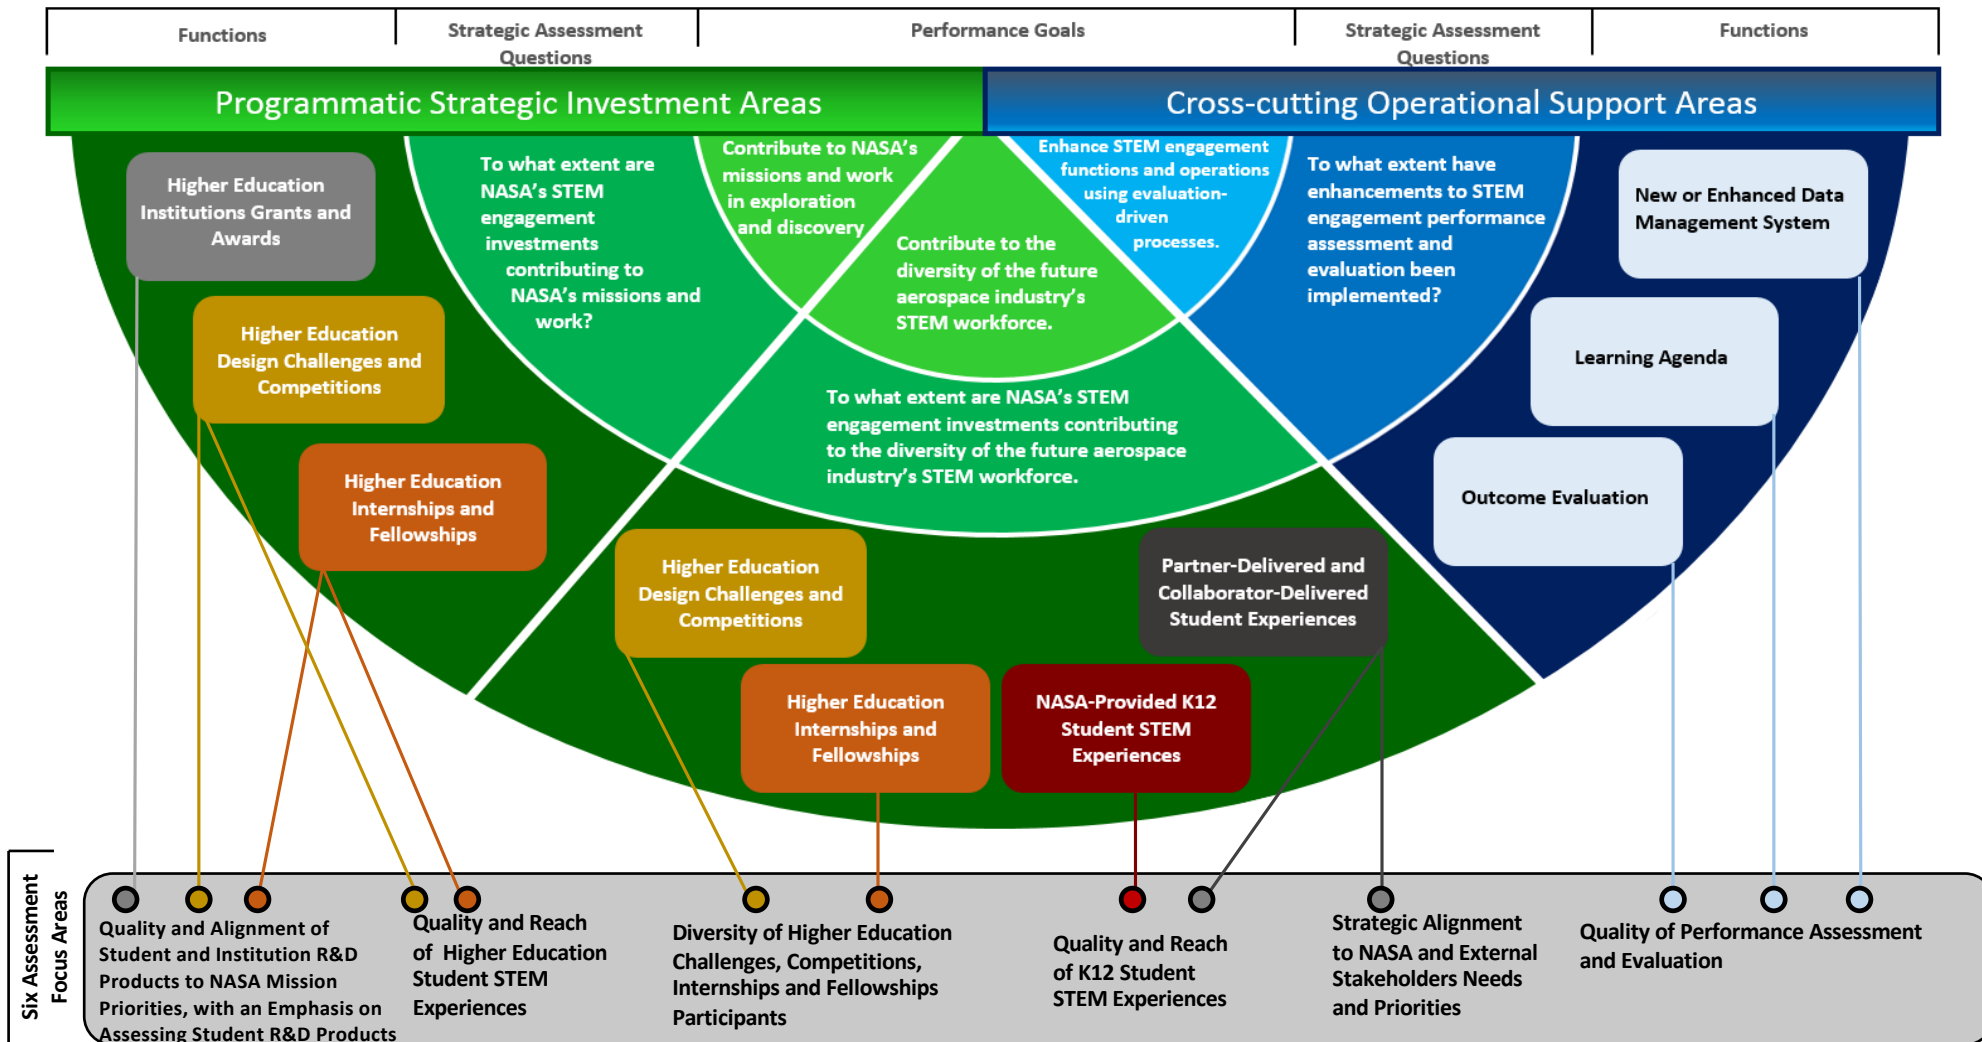 Functions
Strategic Assessment
Questions
Performance Goals
Strategic Assessment
Questions
Functions
Programmatic Strategic Investment Areas
Cross-cutting Operational Support Areas
Higher Education
Institutions Grants and
Awards
Higher Education
Design Challenges and
Competitions
Higher Education
Internships and
Fellowships
To what extent are
NASA's STEM
engagement
investments
contributing to
NASA's missions and
work?
Contribute to NASA's
missions and work
in exploration
and discovery
Contribute to the
diversity of the future
aerospace industry's
STEM workforce.
Enhance STEM engagement
functions and operations
using evaluation-
driven
processes.
To what extent have
enhancements to STEM
engagement performance
assessment and
evaluation been
implemented?
New or Enhanced Data
Management System
Learning Agenda
Outcome Evaluation
To what extent are NASA's STEM
engagement investments contributing
to the diversity of the future aerospace
industry's STEM workforce.
Higher Education
Design Challenges and
Competitions
Higher Education
Internships and
Fellowships
NASA-Provided K12
Student STEM
Experiences
Partner-Delivered and
Collaborator-Delivered
Student Experiences
Six Assessment
Focus Areas
Quality and Alignment of
Student and Institution R&D
Products to NASA Mission
Priorities, with an Emphasis on
Assessing Student R&D Products
Quality and Reach
of Higher Education
Student STEM
Experiences
Diversity of Higher Education
Challenges, Competitions,
Internships and Fellowships
Participants
Quality and Reach
of K12 Student
STEM Experiences
Strategic Alignment
to NASA and External
Stakeholders Needs
and Priorities
Quality of Performance Assessment
and Evaluation